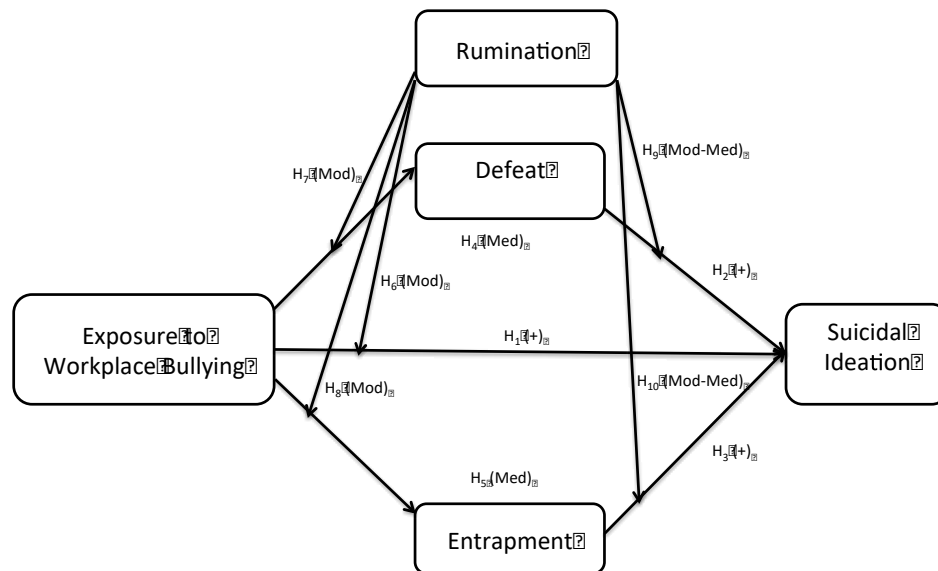 Rumination
Defeat
H₇ (Mod)
H₉ (Mod-Med)
H₄ (Med)
H₆ (Mod)
H₂ (+)
Exposure to
Workplace Bullying
H₁ (+)
Suicidal
Ideation
H₈ (Mod)
H₁₀ (Mod-Med)
H₃ (+)
H₅ (Med)
Entrapment